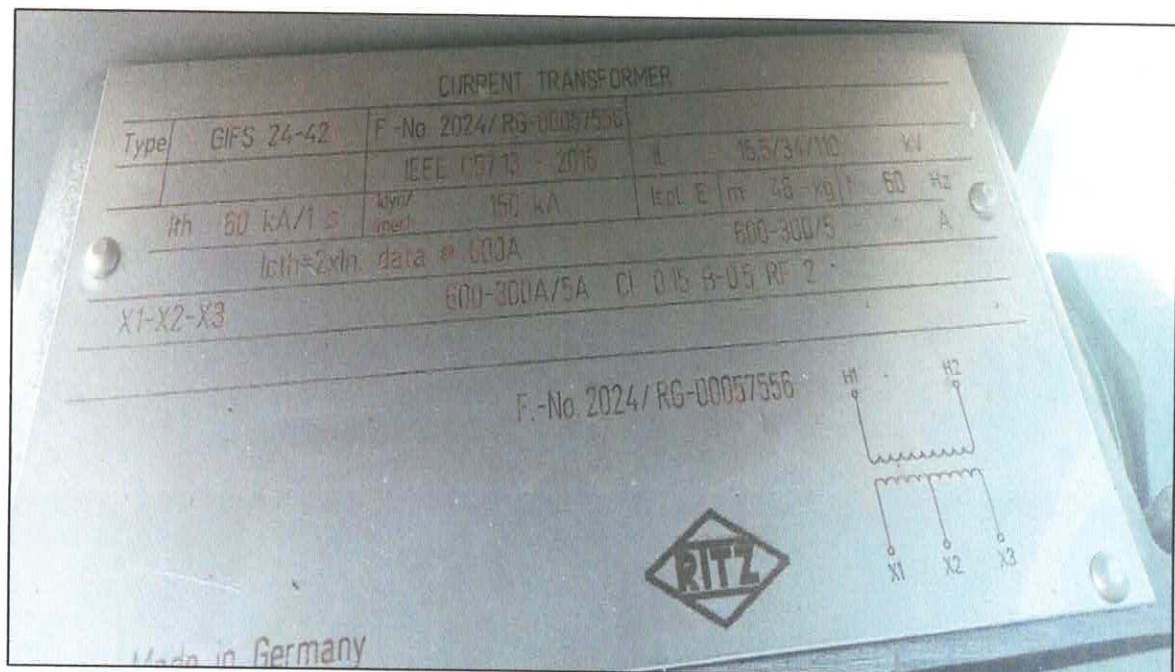 CURRENT TRANSFORMER
Type GIFS 24-42 F.-No. 2024/RG-00057556
IEEE C57.13 - 2016 15,5/34/110 kV
Ith 60 kA/1 s Idyn/ 150 kA Isol. E m 46 kg f 60 Hz
Icth=2xIn, data @ 600A 600-300/5 A
X1-X2-X3 600-300A/5A Cl. 0.15 B-0.5 RF 2
F.-No. 2024/RG-00057556
H1 H2
X1 X2 X3
RITZ
Made in Germany